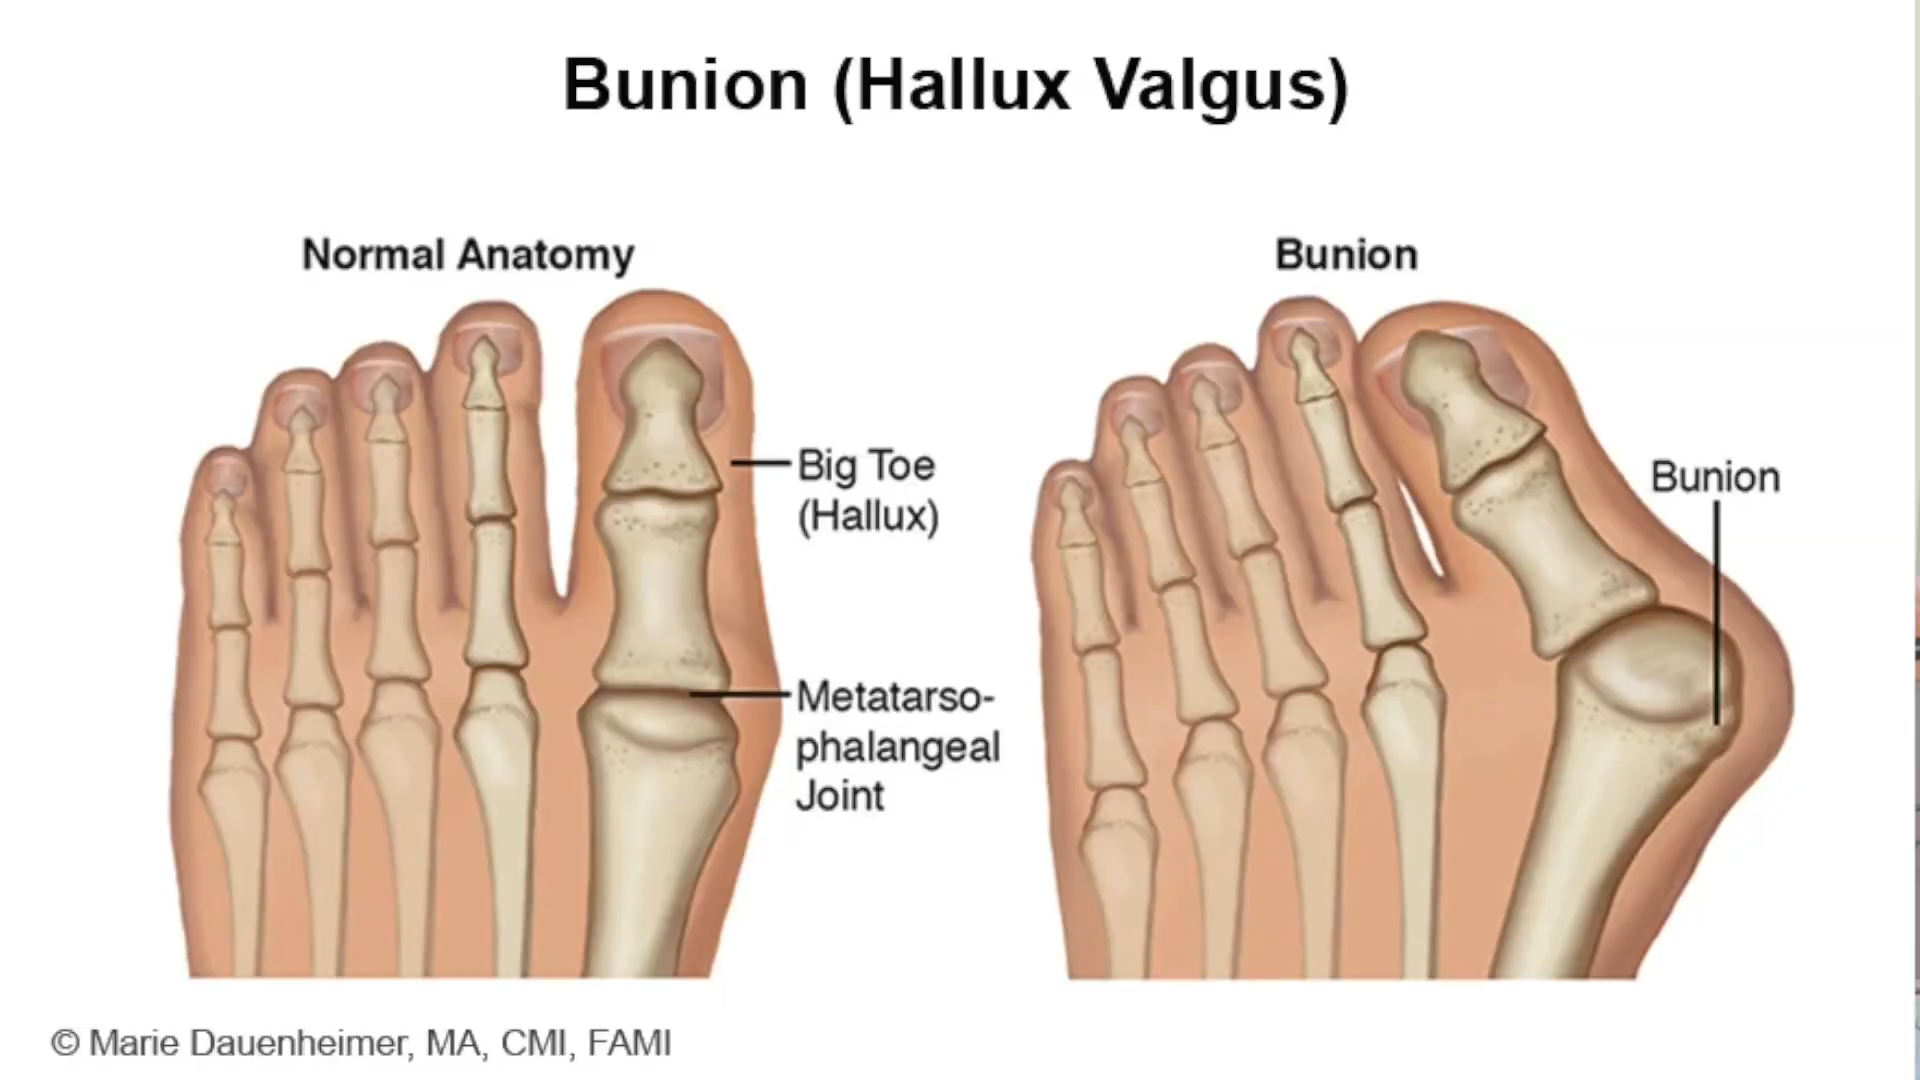 Bunion (Hallux Valgus)
Normal Anatomy
Big Toe
(Hallux)
Metatarso-
phalangeal
Joint
Bunion
Bunion
© Marie Dauenheimer, MA, CMI, FAMI